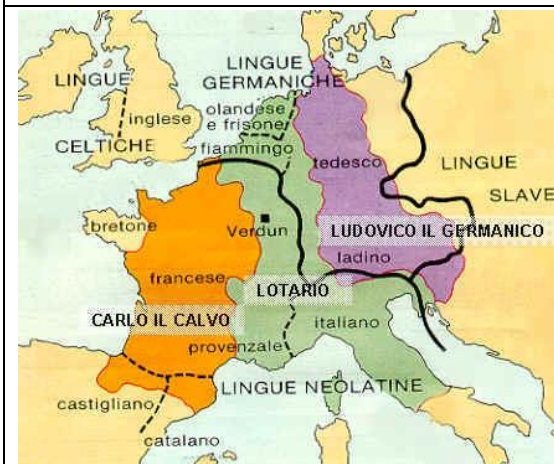 LINGUE
GERMANICHE
LINGUE
inglese
CELTICHE
olandese
e frisone
fiammingo
tedesco
LINGUE
SLAVE
bretone
Verdun
LUDOVICO IL GERMANICO
ladino
francese
LOTARIO
CARLO IL CALVO
italiano
provenzale
LINGUE NEOLATINE
castigliano
catalano